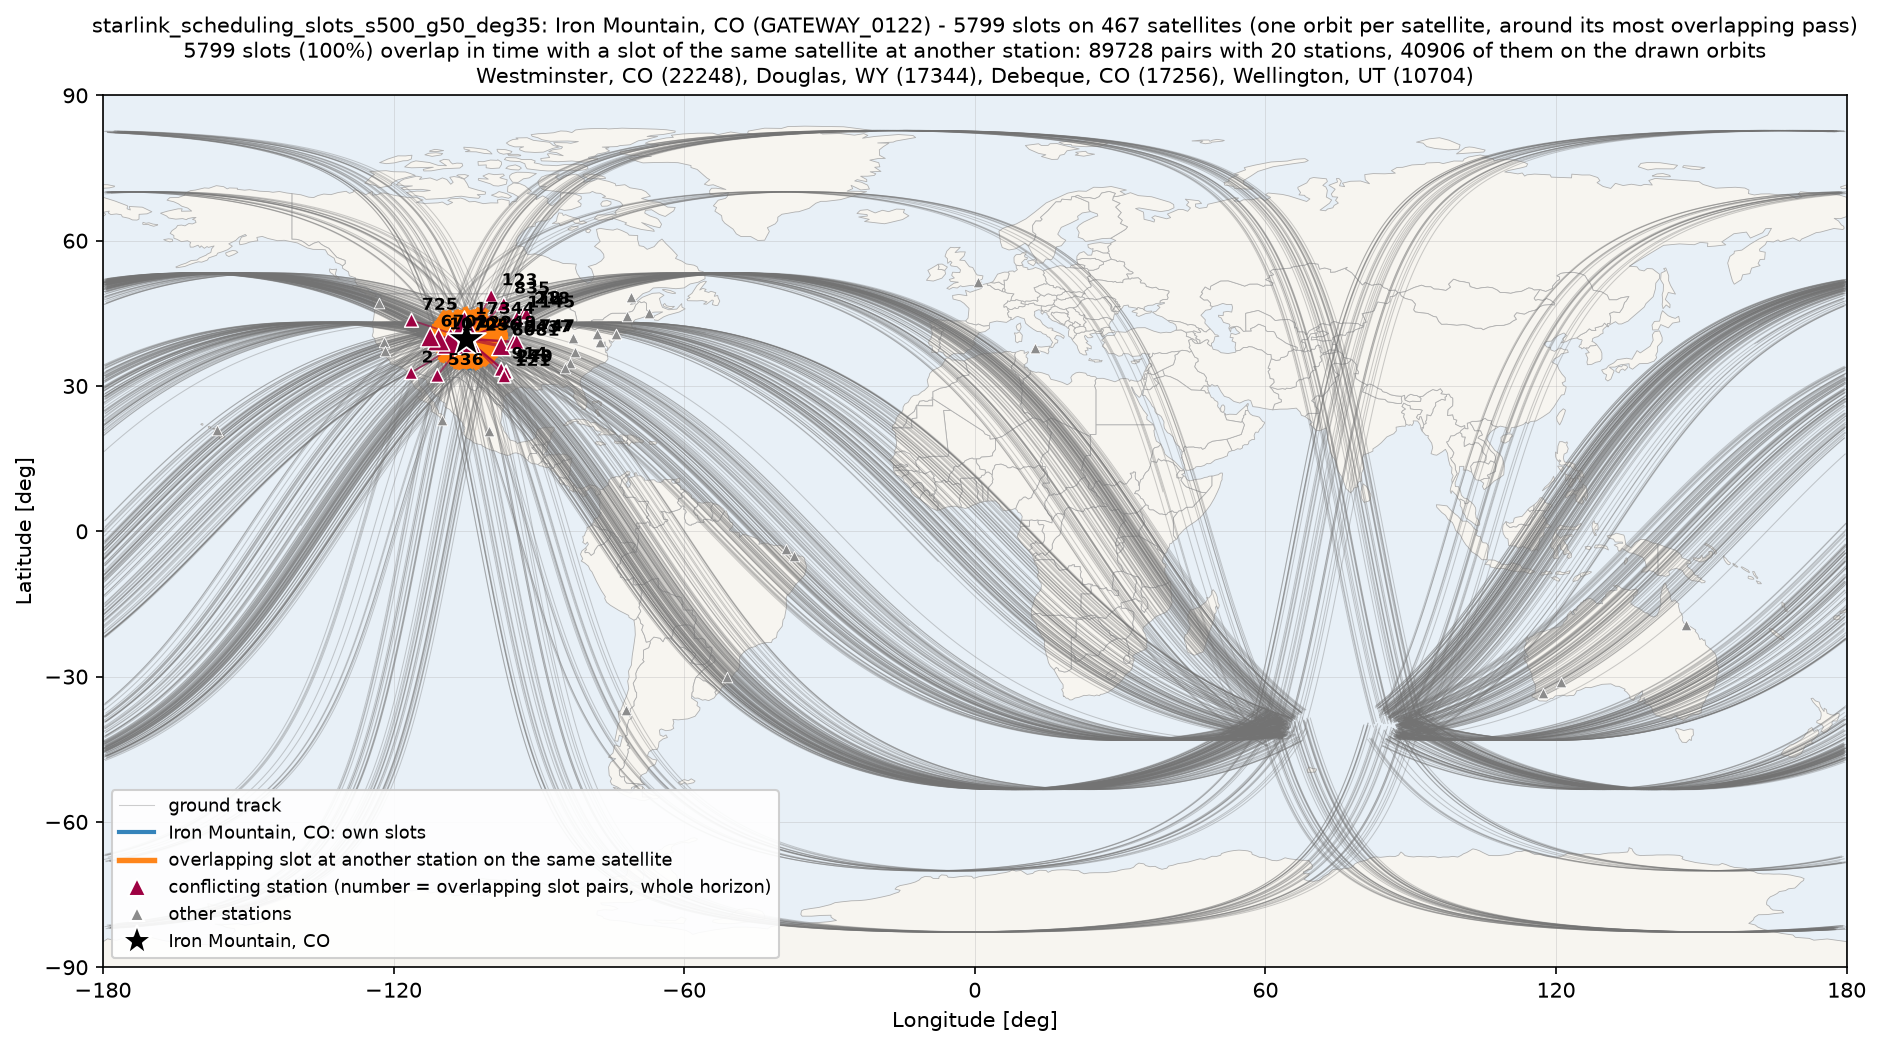 starlink_scheduling_slots_s500_g50_deg35: Iron Mountain, CO (GATEWAY_0122) - 5799 slots on 467 satellites (one orbit per satellite, around its most overlapping pass)
5799 slots (100%) overlap in time with a slot of the same satellite at another station: 89728 pairs with 20 stations, 40906 of them on the drawn orbits
Westminster, CO (22248), Douglas, WY (17344), Debeque, CO (17256), Wellington, UT (10704)
90
60
30
0
−30
−60
−90
Latitude [deg]
123
835
1145
725
17344
2
536
121
ground track
Iron Mountain, CO: own slots
overlapping slot at another station on the same satellite
conflicting station (number = overlapping slot pairs, whole horizon)
other stations
Iron Mountain, CO
−180
−120
−60
0
60
120
180
Longitude [deg]